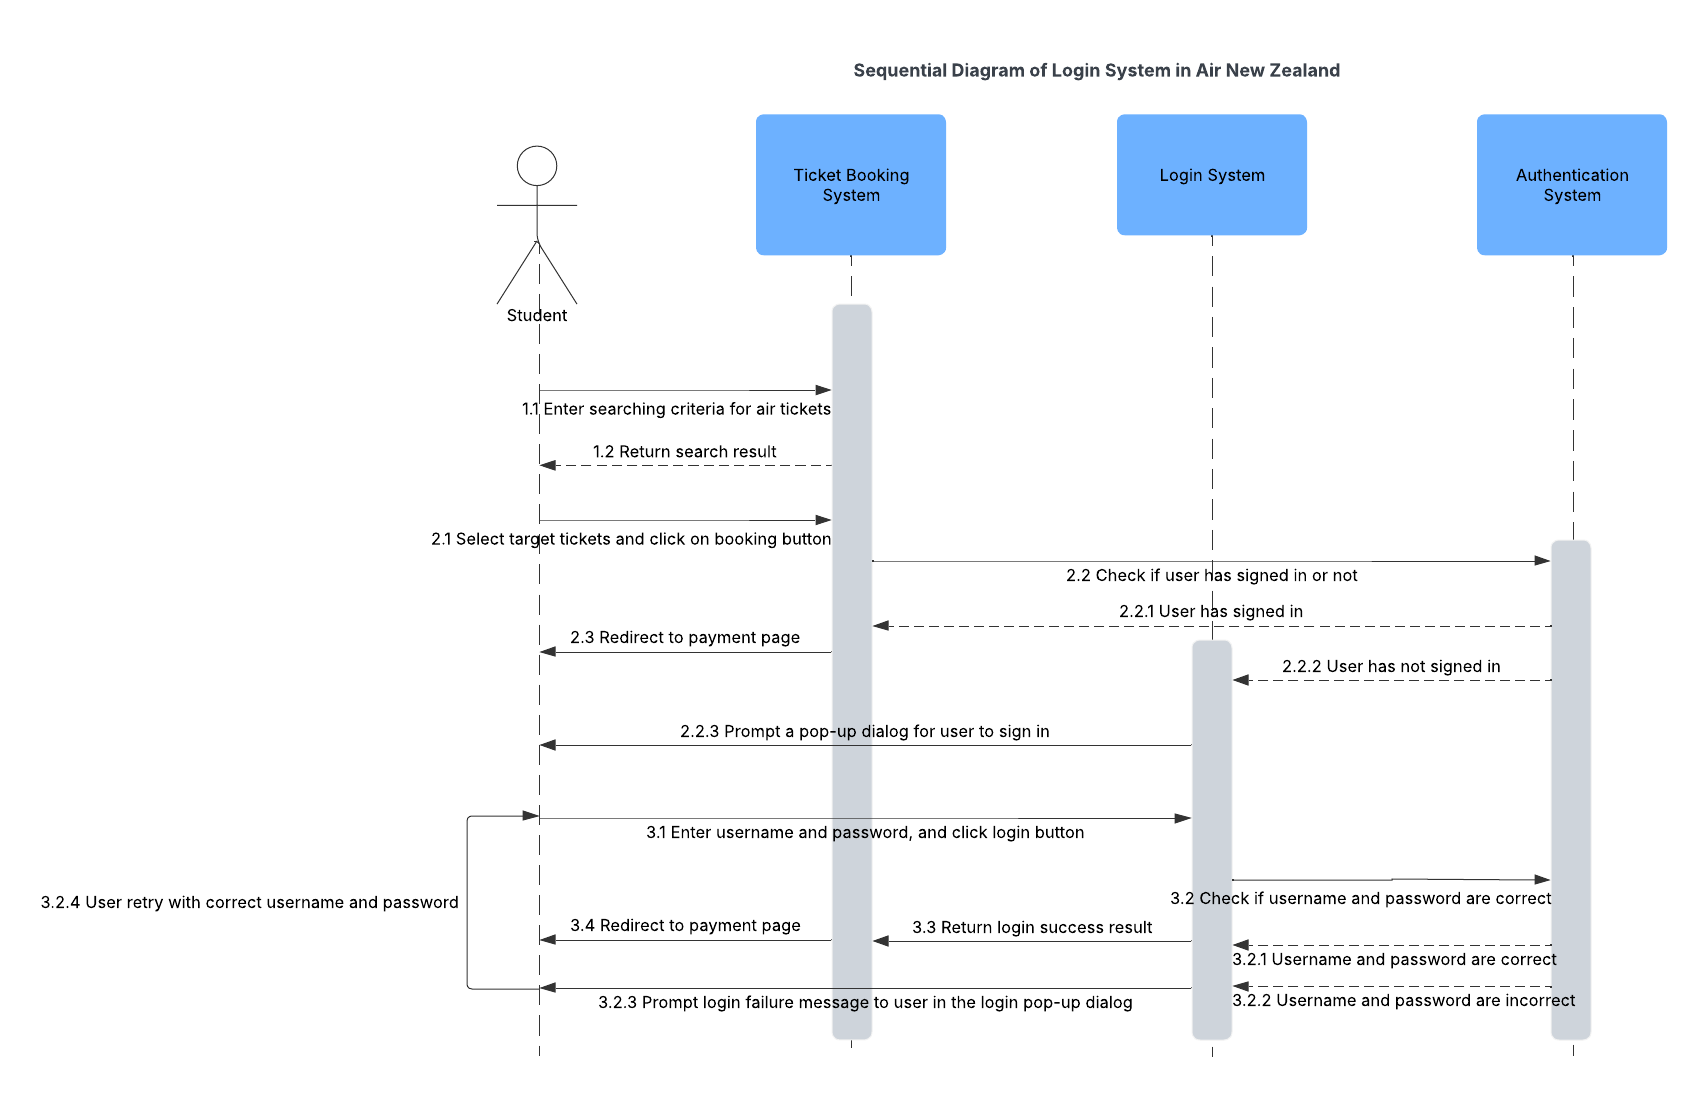 Sequential Diagram of Login System in Air New Zealand
Ticket Booking
System
Login System
Authentication
System
Student
1.1 Enter searching criteria for air tickets
1.2 Return search result
2.1 Select target tickets and click on booking button
2.2 Check if user has signed in or not
2.2.1 User has signed in
2.3 Redirect to payment page
2.2.2 User has not signed in
2.2.3 Prompt a pop-up dialog for user to sign in
3.1 Enter username and password, and click login button
3.2 Check if username and password are correct
3.2.4 User retry with correct username and password
3.4 Redirect to payment page
3.3 Return login success result
3.2.1 Username and password are correct
3.2.3 Prompt login failure message to user in the login pop-up dialog
3.2.2 Username and password are incorrect